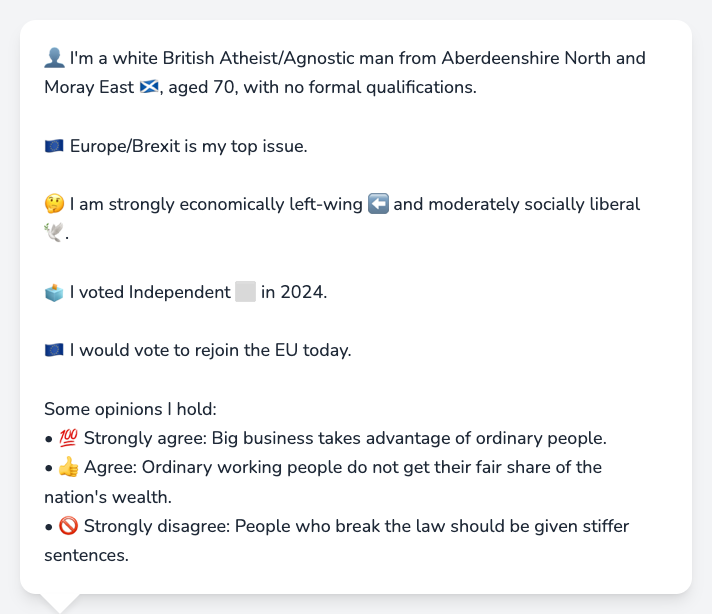 👤 I'm a white British Atheist/Agnostic man from Aberdeenshire North and
Moray East 🏴󠁧󠁢󠁳󠁣󠁴󠁿, aged 70, with no formal qualifications.
🇪🇺 Europe/Brexit is my top issue.
🤔 I am strongly economically left-wing ⬅️ and moderately socially liberal
🕊️.
🗳️ I voted Independent ⬜ in 2024.
🇪🇺 I would vote to rejoin the EU today.
Some opinions I hold:
• 💯 Strongly agree: Big business takes advantage of ordinary people.
• 👍 Agree: Ordinary working people do not get their fair share of the
nation's wealth.
• 🚫 Strongly disagree: People who break the law should be given stiffer
sentences.